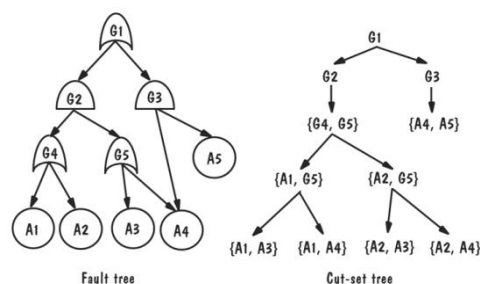 G1
G2
G3
G4
G5
A5
A1
A2
A3
A4
Fault tree
G1
G2
G3
{G4, G5}
{A4, A5}
{A1, G5}
{A2, G5}
{A1, A3}
{A1, A4}
{A2, A3}
{A2, A4}
Cut-set tree